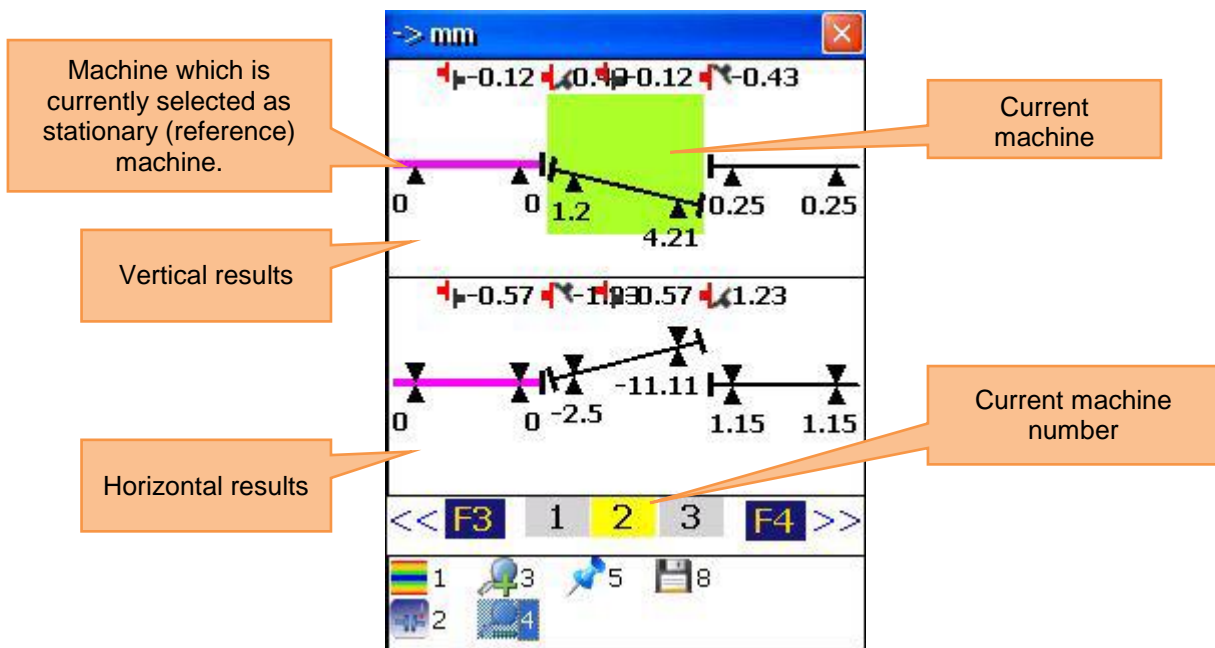 -> mm
Machine which is
currently selected as
stationary (reference)
machine.
-0.12 -0.12 -0.43
Current
machine
0 0 1.2 4.21 0.25 0.25
Vertical results
-0.57 0.57 1.23
-11.11
-2.5
0 0 1.15 1.15
Current machine
number
Horizontal results
<< F3 1 2 3 F4 >>
1 3 5 8
2 4